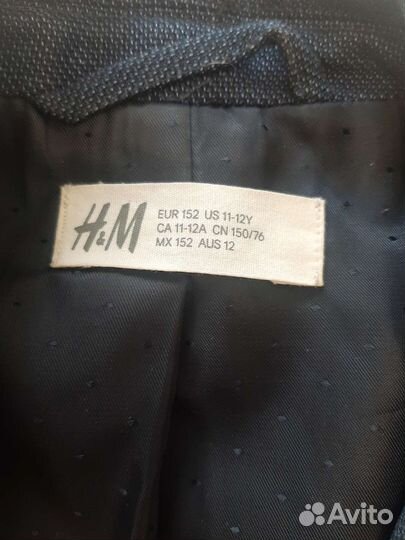 H&M
EUR 152 US 11-12Y
CA 11-12A CN 150/76
MX 152 AUS 12
Avito